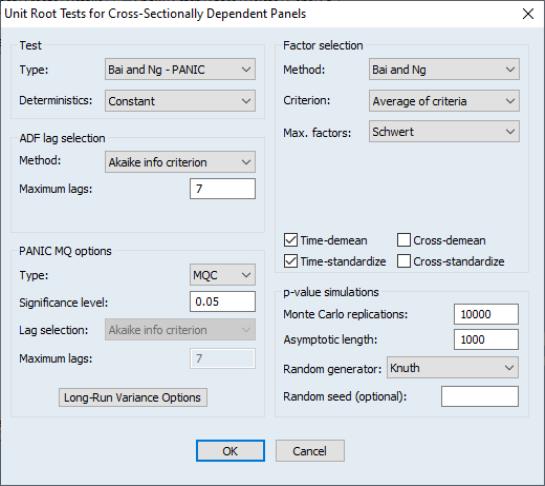 Unit Root Tests for Cross-Sectionally Dependent Panels
Test
Type: Bai and Ng - PANIC
Deterministics: Constant
ADF lag selection
Method: Akaike info criterion
Maximum lags: 7
PANIC MQ options
Type: MQC
Significance level: 0.05
Lag selection: Akaike info criterion
Maximum lags: 7
Long-Run Variance Options
Factor selection
Method: Bai and Ng
Criterion: Average of criteria
Max. factors: Schwert
Time-demean Cross-demean
Time-standardize Cross-standardize
p-value simulations
Monte Carlo replications: 10000
Asymptotic length: 1000
Random generator: Knuth
Random seed (optional):
OK Cancel